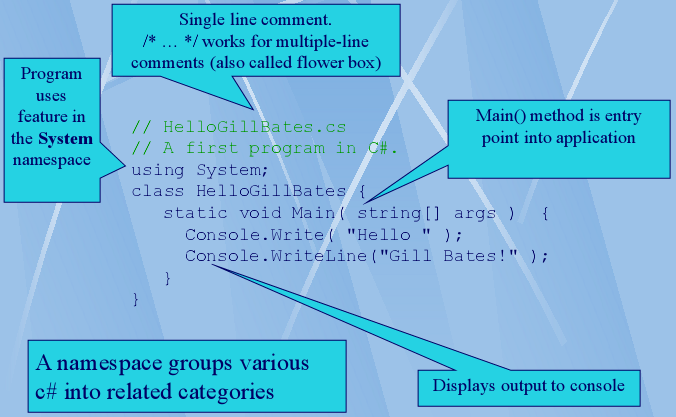 Single line comment.
/* … */ works for multiple-line
comments (also called flower box)
Program
uses
feature in
the System
namespace
Main() method is entry
point into application
// HelloGillBates.cs
// A first program in C#.
using System;
class HelloGillBates {
static void Main( string[] args ) {
Console.Write( "Hello " );
Console.WriteLine("Gill Bates!" );
}
}
A namespace groups various
c# into related categories
Displays output to console